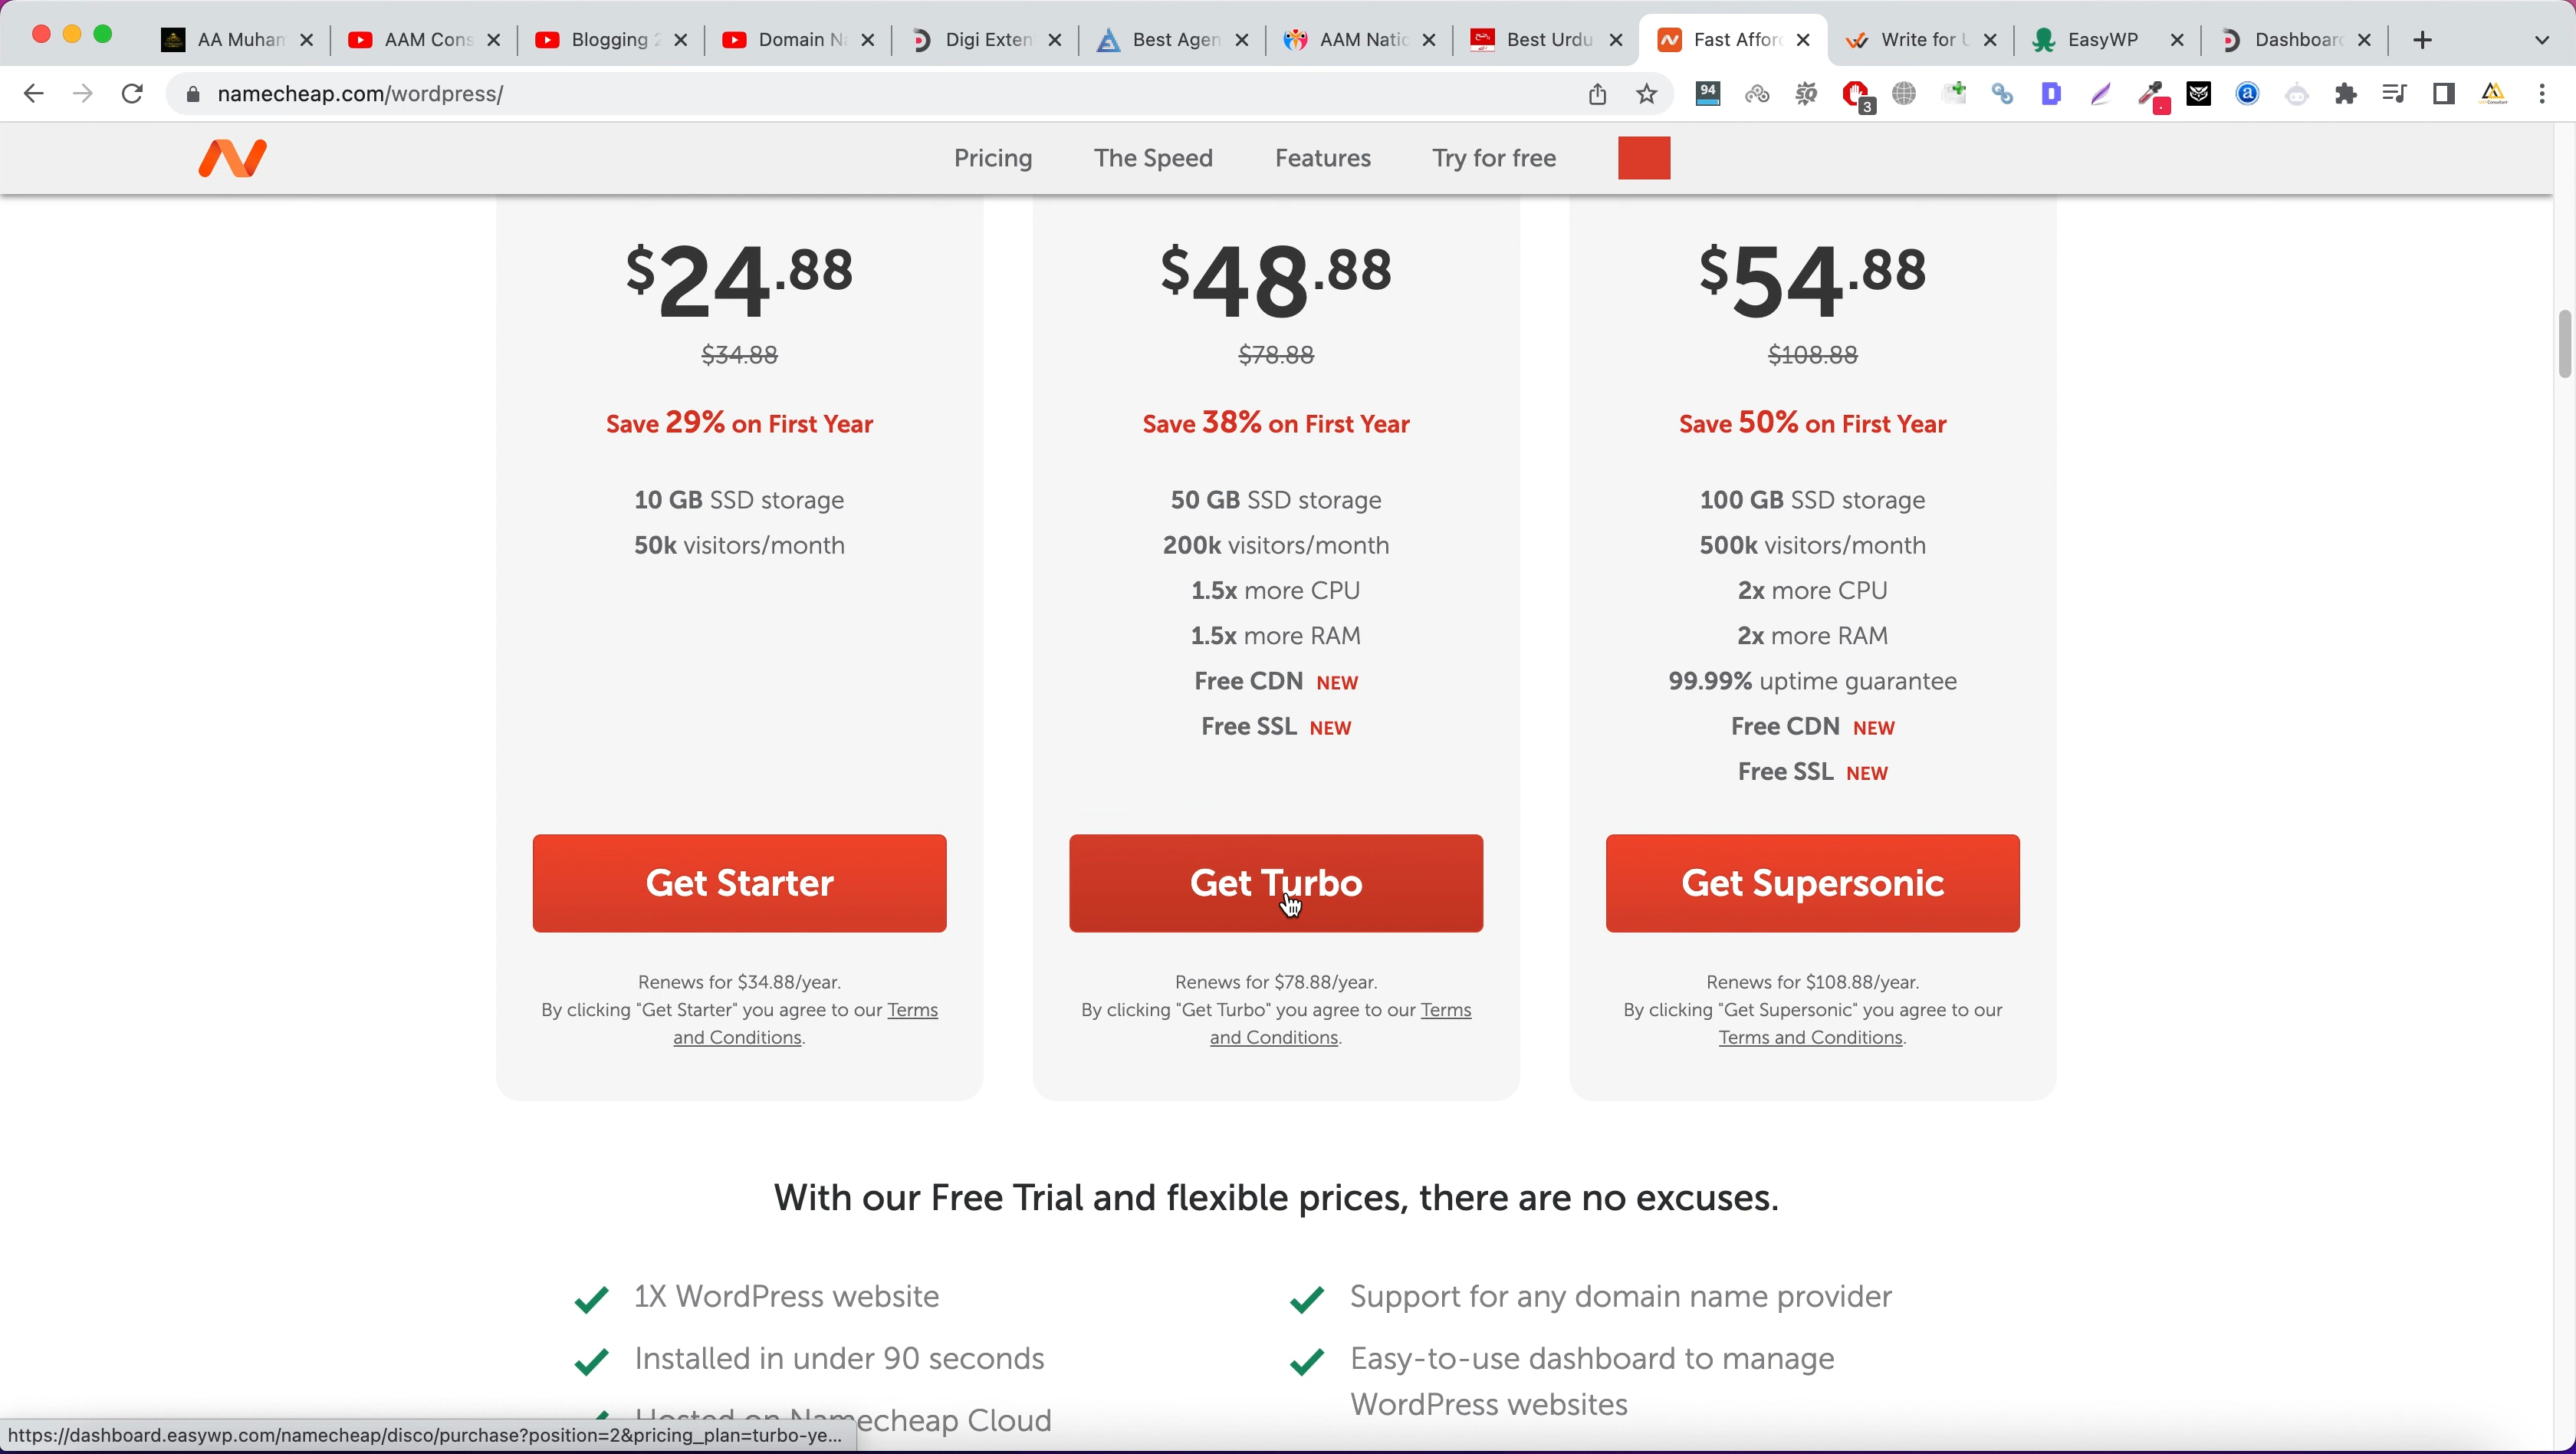 AA Muham
AAM Cons
Blogging 2
Domain Na
Digi Exten
Best Agen
AAM Natio
Best Urdu
Fast Affor
Write for U
EasyWP
Dashboar
namecheap.com/wordpress/
94
3
Pricing
The Speed
Features
Try for free
$24.88
$34.88
Save 29% on First Year
10 GB SSD storage
50k visitors/month
Get Starter
Renews for $34.88/year.
By clicking "Get Starter" you agree to our Terms
and Conditions.
$48.88
$78.88
Save 38% on First Year
50 GB SSD storage
200k visitors/month
1.5x more CPU
1.5x more RAM
Free CDN NEW
Free SSL NEW
Get Turbo
Renews for $78.88/year.
By clicking "Get Turbo" you agree to our Terms
and Conditions.
$54.88
$108.88
Save 50% on First Year
100 GB SSD storage
500k visitors/month
2x more CPU
2x more RAM
99.99% uptime guarantee
Free CDN NEW
Free SSL NEW
Get Supersonic
Renews for $108.88/year.
By clicking "Get Supersonic" you agree to our
Terms and Conditions.
With our Free Trial and flexible prices, there are no excuses.
1X WordPress website
Installed in under 90 seconds
Hosted on Namecheap Cloud
Support for any domain name provider
Easy-to-use dashboard to manage
WordPress websites
https://dashboard.easywp.com/namecheap/disco/purchase?position=2&pricing_plan=turbo-ye...